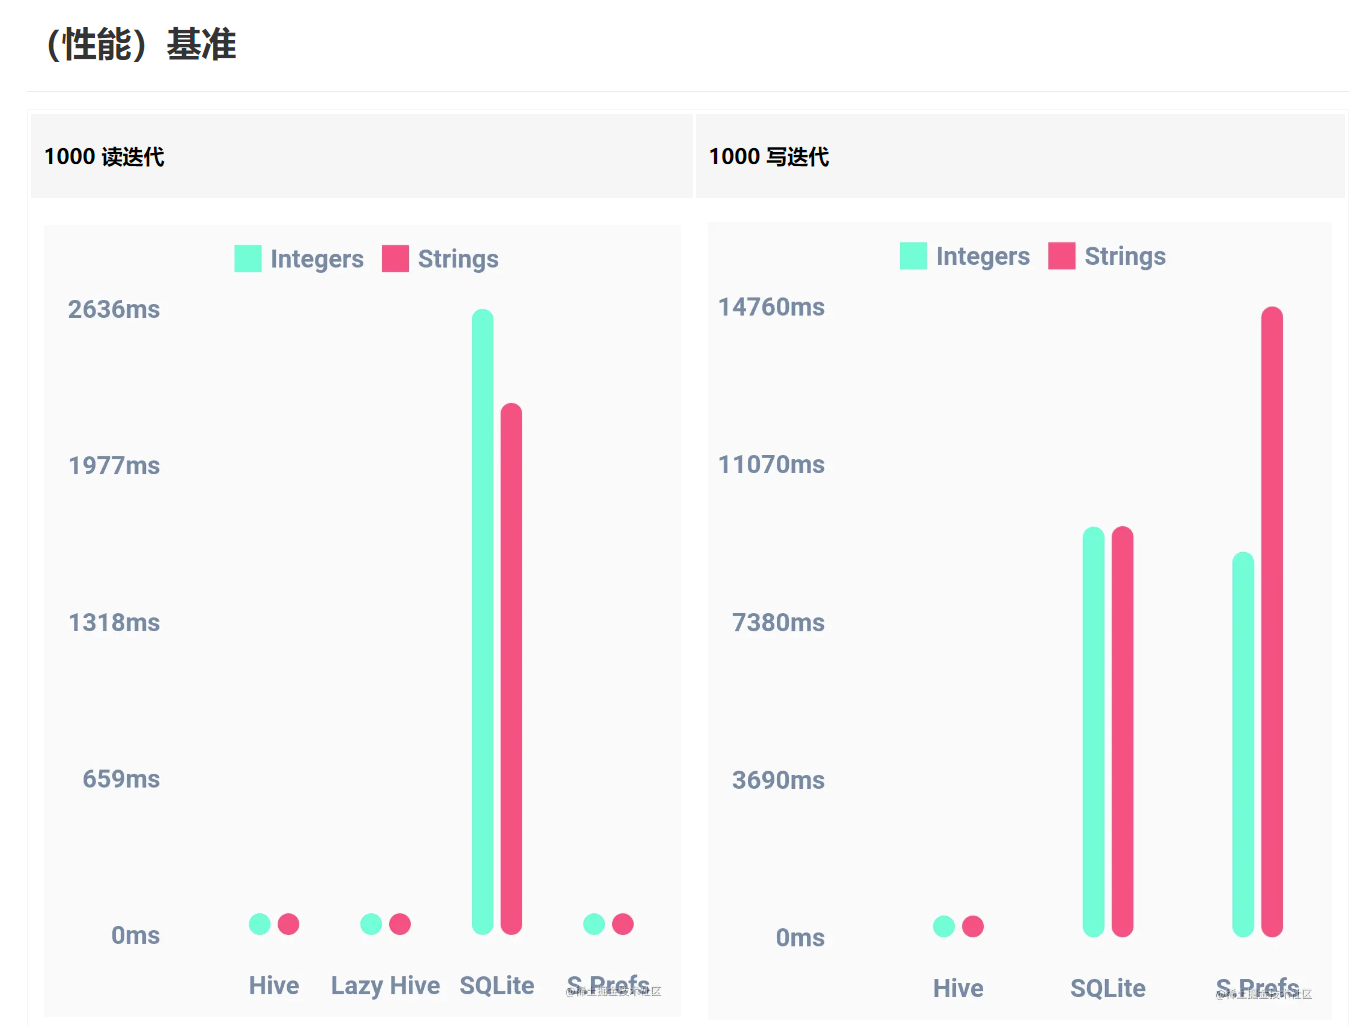 （性能）基准
1000 读迭代
1000 写迭代
Integers Strings
2636ms
1977ms
1318ms
659ms
0ms
Hive Lazy Hive SQLite S Prefs
@稀土掘金技术社区
Integers Strings
14760ms
11070ms
7380ms
3690ms
0ms
Hive SQLite S Prefs
@稀土掘金技术社区